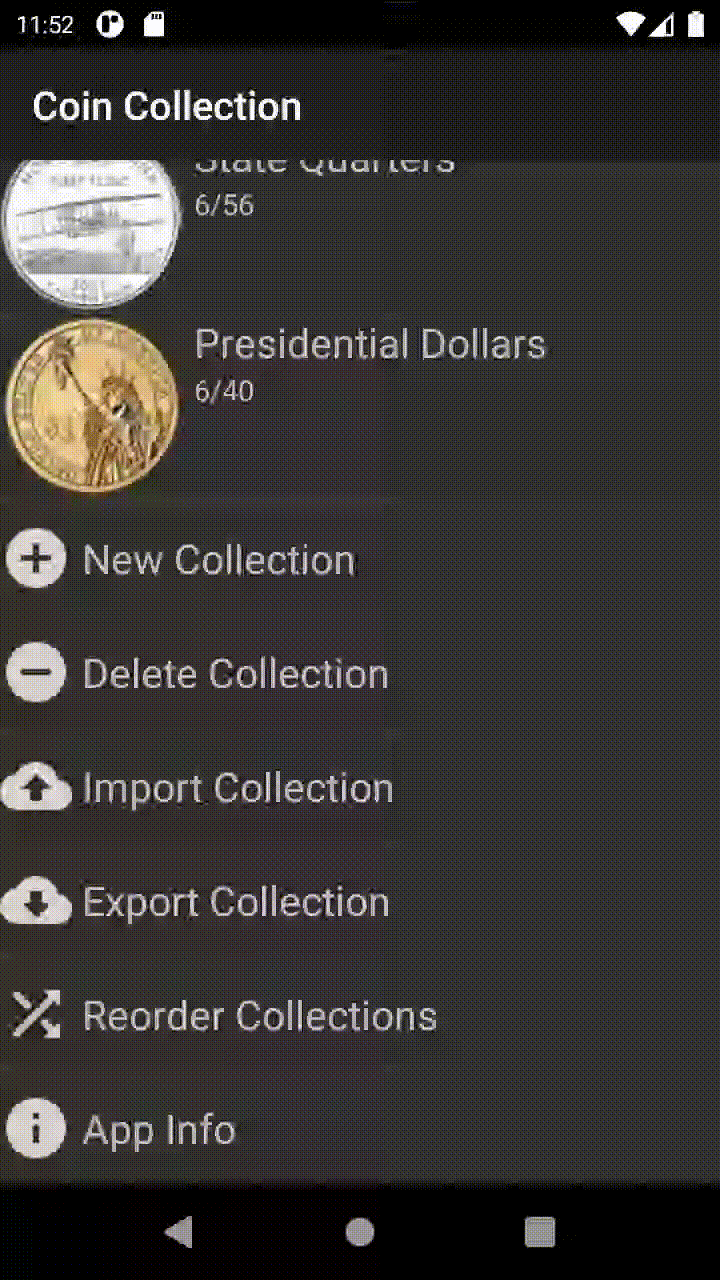 11:52
Coin Collection
State Quarters
6/56
Presidential Dollars
6/40
New Collection
Delete Collection
Import Collection
Export Collection
Reorder Collections
App Info